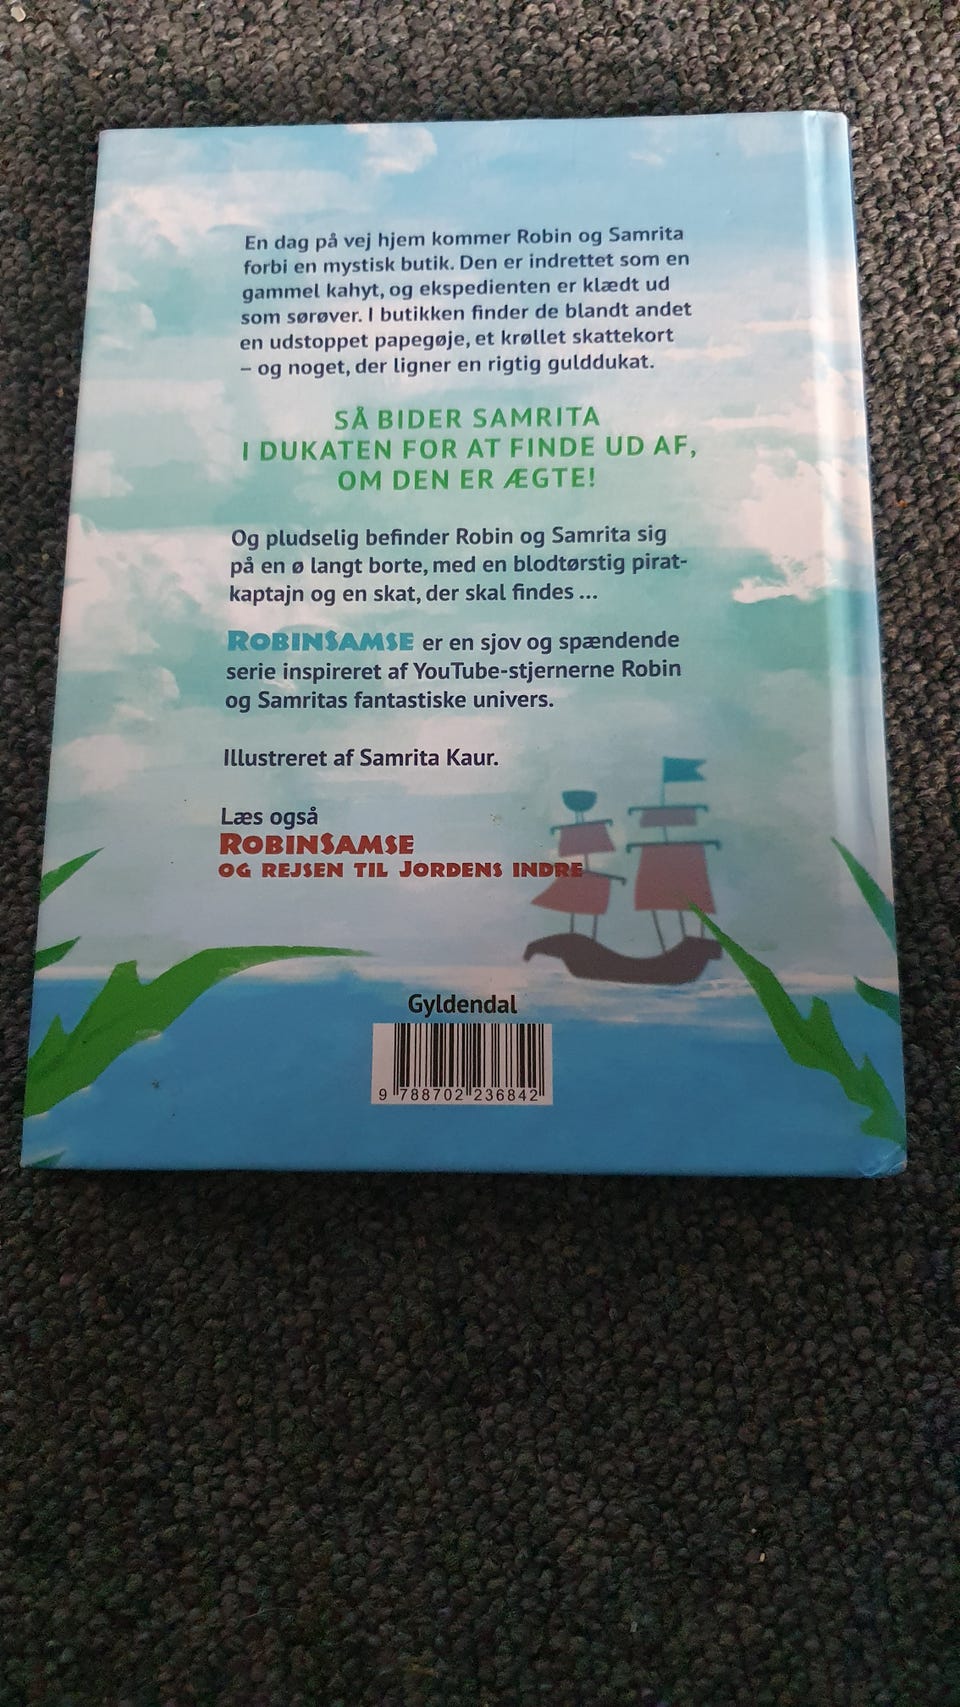 En dag på vej hjem kommer Robin og Samrita
forbi en mystisk butik. Den er indrettet som en
gammel kahyt, og ekspedienten er klædt ud
som sørøver. I butikken finder de blandt andet
en udstoppet papegøje, et krøllet skattekort
– og noget, der ligner en rigtig gulddukat.
SÅ BIDER SAMRITA
I DUKATEN FOR AT FINDE UD AF,
OM DEN ER ÆGTE!
Og pludselig befinder Robin og Samrita sig
på en ø langt borte, med en blodtørstig pirat-
kaptajn og en skat, der skal findes ...
ROBINSAMSE er en sjov og spændende
serie inspireret af YouTube-stjernerne Robin
og Samritas fantastiske univers.
Illustreret af Samrita Kaur.
Læs også
ROBINSAMSE
OG REJSEN TIL JORDENS INDRE
Gyldendal
9 788702 236842